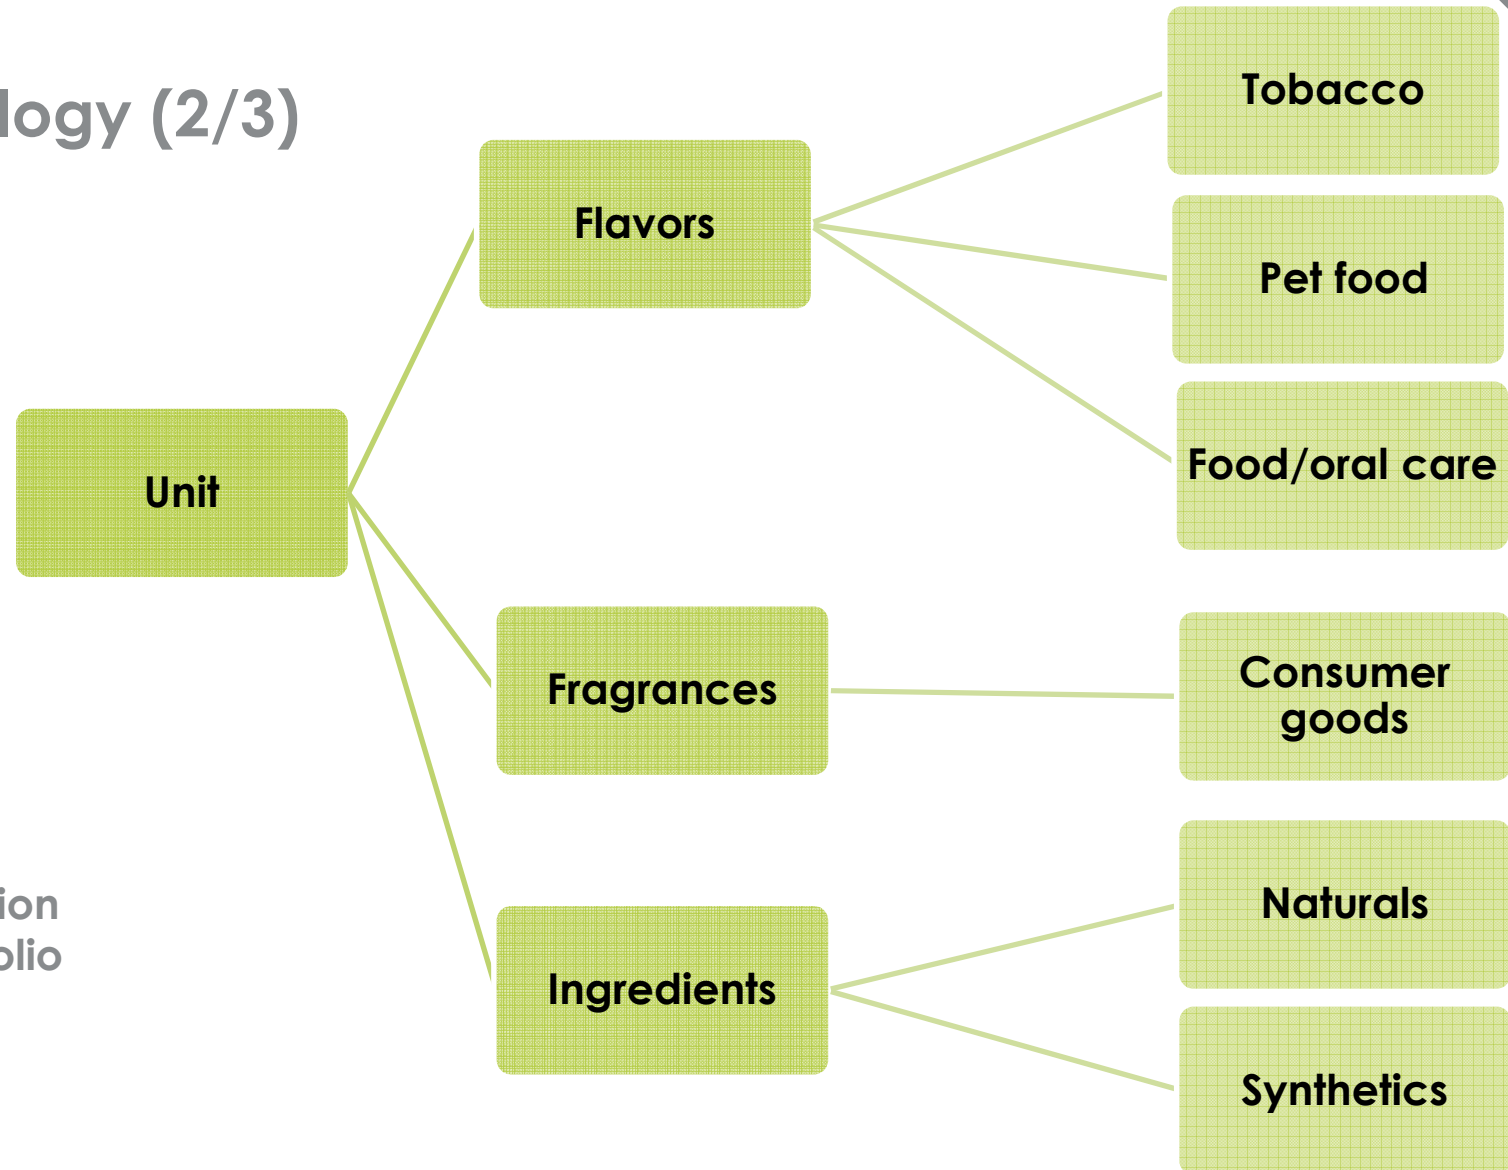 logy (2/3)
Unit
Flavors
Tobacco
Pet food
Food/oral care
Fragrances
Consumer
goods
Ingredients
Naturals
Synthetics
ion
olio